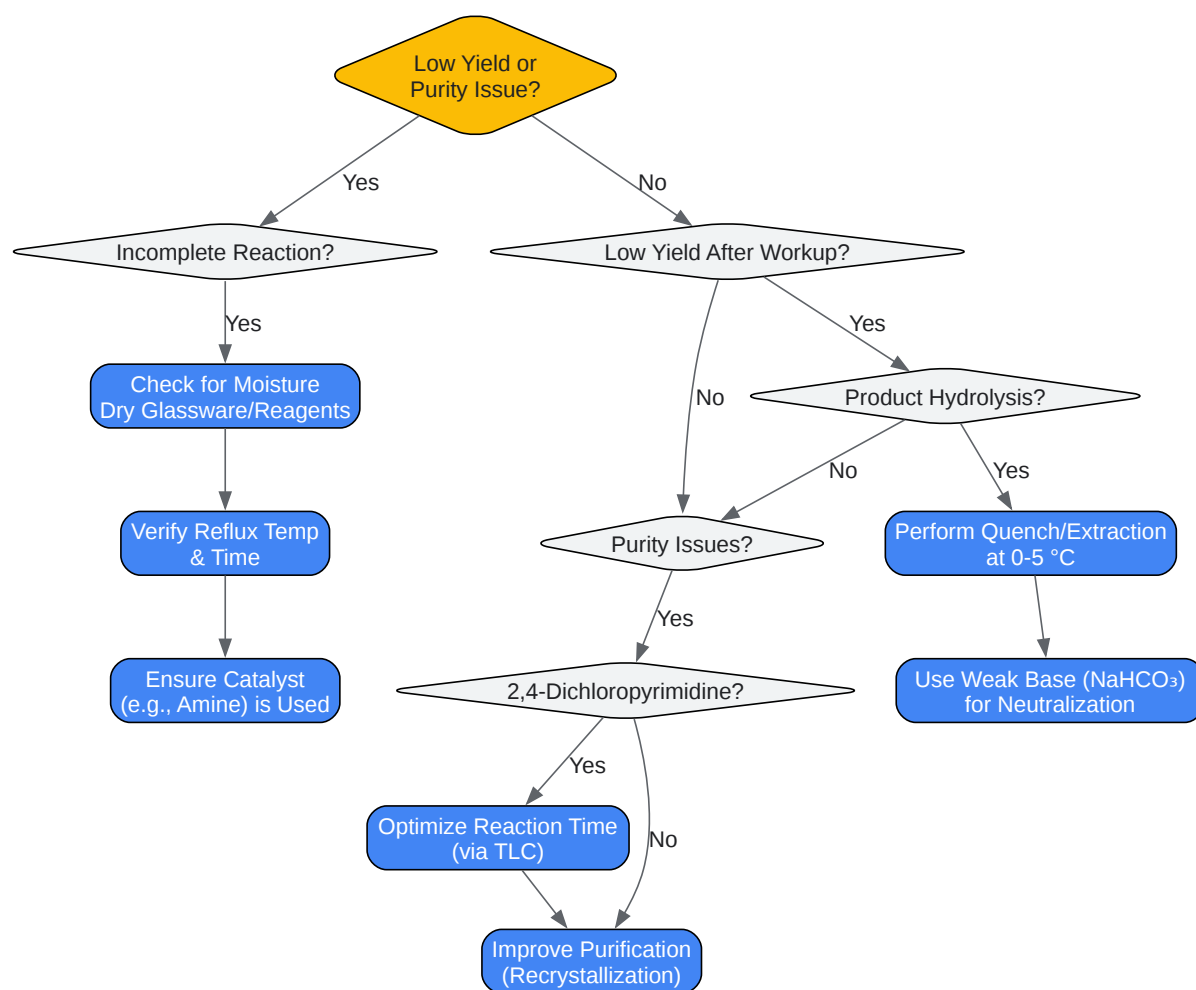 Low Yield or
Purity Issue?
Yes
No
Incomplete Reaction?
Low Yield After Workup?
Yes
Yes
Check for Moisture
Dry Glassware/Reagents
No
Product Hydrolysis?
No
Yes
Verify Reflux Temp
& Time
Purity Issues?
Perform Quench/Extraction
at 0-5 °C
Yes
Ensure Catalyst
(e.g., Amine) is Used
2,4-Dichloropyrimidine?
Use Weak Base (NaHCO₃)
for Neutralization
Yes
Optimize Reaction Time
(via TLC)
No
Improve Purification
(Recrystallization)